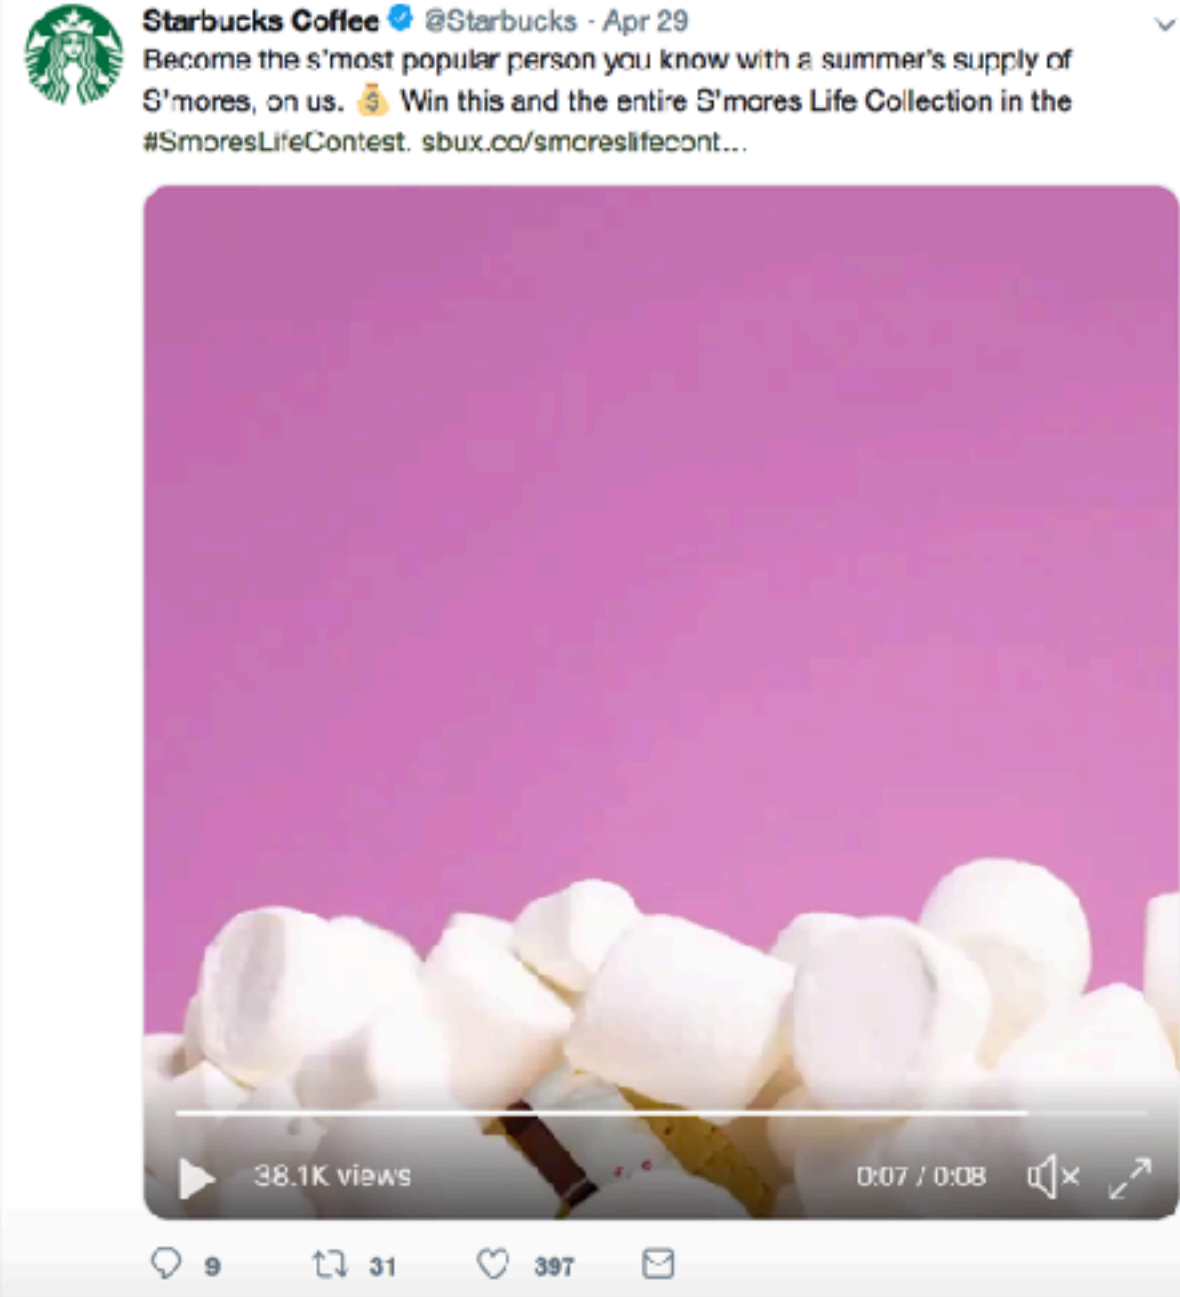 Starbucks Coffee @Starbucks · Apr 29
Become the s'most popular person you know with a summer's supply of
S'mores, on us. 💰 Win this and the entire S'mores Life Collection in the
#SmoresLifeContest. sbux.co/smoreslifecont...
38.1K views 0:07 / 0:08
9 31 397